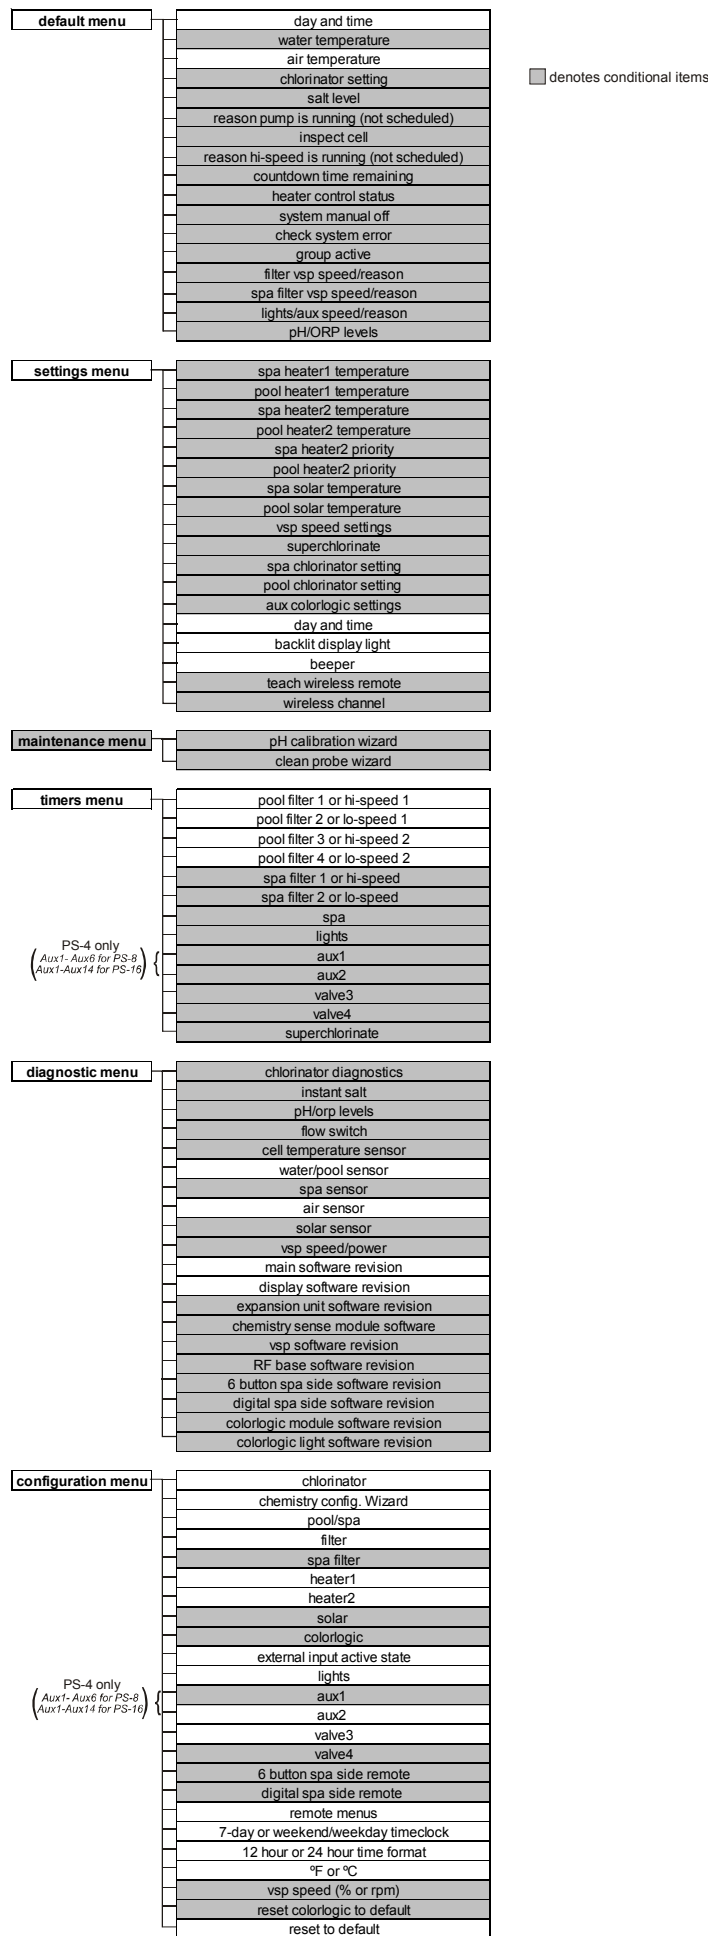 default menu
day and time
water temperature
air temperature
chlorinator setting
salt level
reason pump is running (not scheduled)
inspect cell
reason hi-speed is running (not scheduled)
countdown time remaining
heater control status
system manual off
check system error
group active
filter vsp speed/reason
spa filter vsp speed/reason
lights/aux speed/reason
pH/ORP levels
denotes conditional items
settings menu
spa heater1 temperature
pool heater1 temperature
spa heater2 temperature
pool heater2 temperature
spa heater2 priority
pool heater2 priority
spa solar temperature
pool solar temperature
vsp speed settings
superchlorinate
spa chlorinator setting
pool chlorinator setting
aux colorlogic settings
day and time
backlit display light
beeper
teach wireless remote
wireless channel
maintenance menu
pH calibration wizard
clean probe wizard
timers menu
pool filter 1 or hi-speed 1
pool filter 2 or lo-speed 1
pool filter 3 or hi-speed 2
pool filter 4 or lo-speed 2
spa filter 1 or hi-speed
spa filter 2 or lo-speed
spa
lights
PS-4 only
Aux1- Aux6 for PS-8
Aux1-Aux14 for PS-16
aux1
aux2
valve3
valve4
superchlorinate
diagnostic menu
chlorinator diagnostics
instant salt
pH/orp levels
flow switch
cell temperature sensor
water/pool sensor
spa sensor
air sensor
solar sensor
vsp speed/power
main software revision
display software revision
expansion unit software revision
chemistry sense module software
vsp software revision
RF base software revision
6 button spa side software revision
digital spa side software revision
colorlogic module software revision
colorlogic light software revision
configuration menu
chlorinator
chemistry config. Wizard
pool/spa
filter
spa filter
heater1
heater2
solar
colorlogic
external input active state
lights
PS-4 only
Aux1- Aux6 for PS-8
Aux1-Aux14 for PS-16
aux1
aux2
valve3
valve4
6 button spa side remote
digital spa side remote
remote menus
7-day or weekend/weekday timeclock
12 hour or 24 hour time format
ºF or ºC
vsp speed (% or rpm)
reset colorlogic to default
reset to default